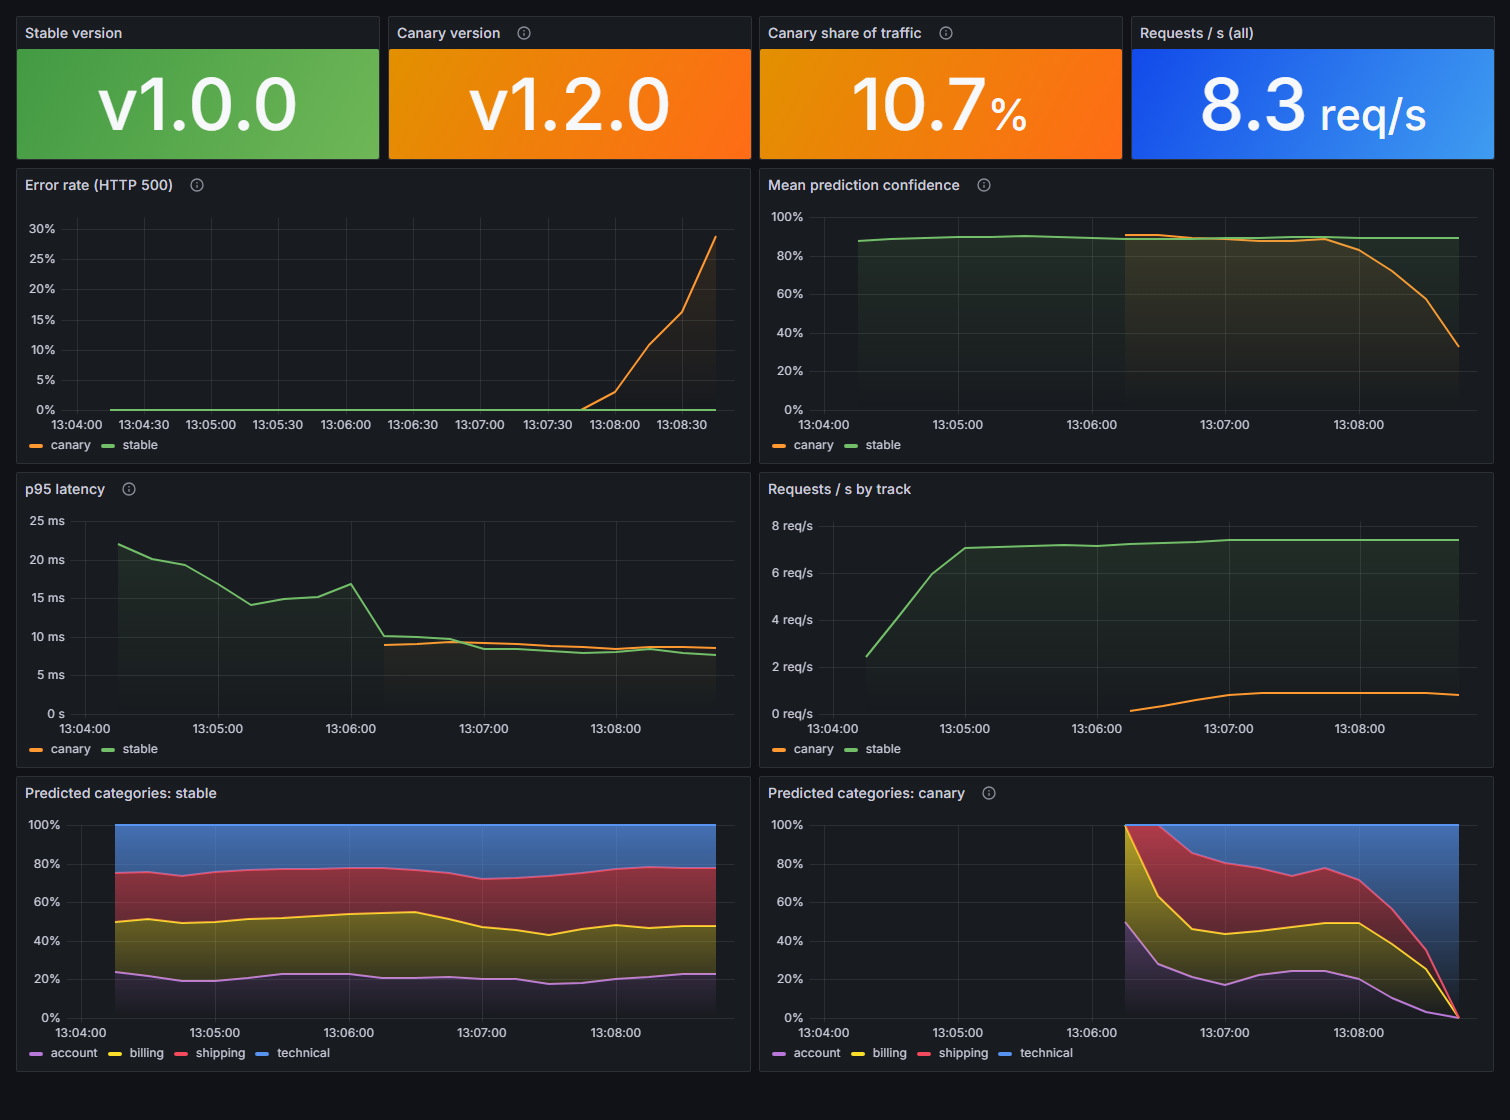 Stable version
Canary version
Canary share of traffic
Requests / s (all)
v1.0.0
v1.2.0
10.7%
8.3 req/s
Error rate (HTTP 500)
30%
25%
20%
15%
10%
5%
0%
13:04:00 13:04:30 13:05:00 13:05:30 13:06:00 13:06:30 13:07:00 13:07:30 13:08:00 13:08:30
canary stable
Mean prediction confidence
100%
80%
60%
40%
20%
0%
13:04:00 13:05:00 13:06:00 13:07:00 13:08:00
canary stable
p95 latency
25 ms
20 ms
15 ms
10 ms
5 ms
0 s
13:04:00 13:05:00 13:06:00 13:07:00 13:08:00
canary stable
Requests / s by track
8 req/s
6 req/s
4 req/s
2 req/s
0 req/s
13:04:00 13:05:00 13:06:00 13:07:00 13:08:00
canary stable
Predicted categories: stable
100%
80%
60%
40%
20%
0%
13:04:00 13:05:00 13:06:00 13:07:00 13:08:00
account billing shipping technical
Predicted categories: canary
100%
80%
60%
40%
20%
0%
13:04:00 13:05:00 13:06:00 13:07:00 13:08:00
account billing shipping technical